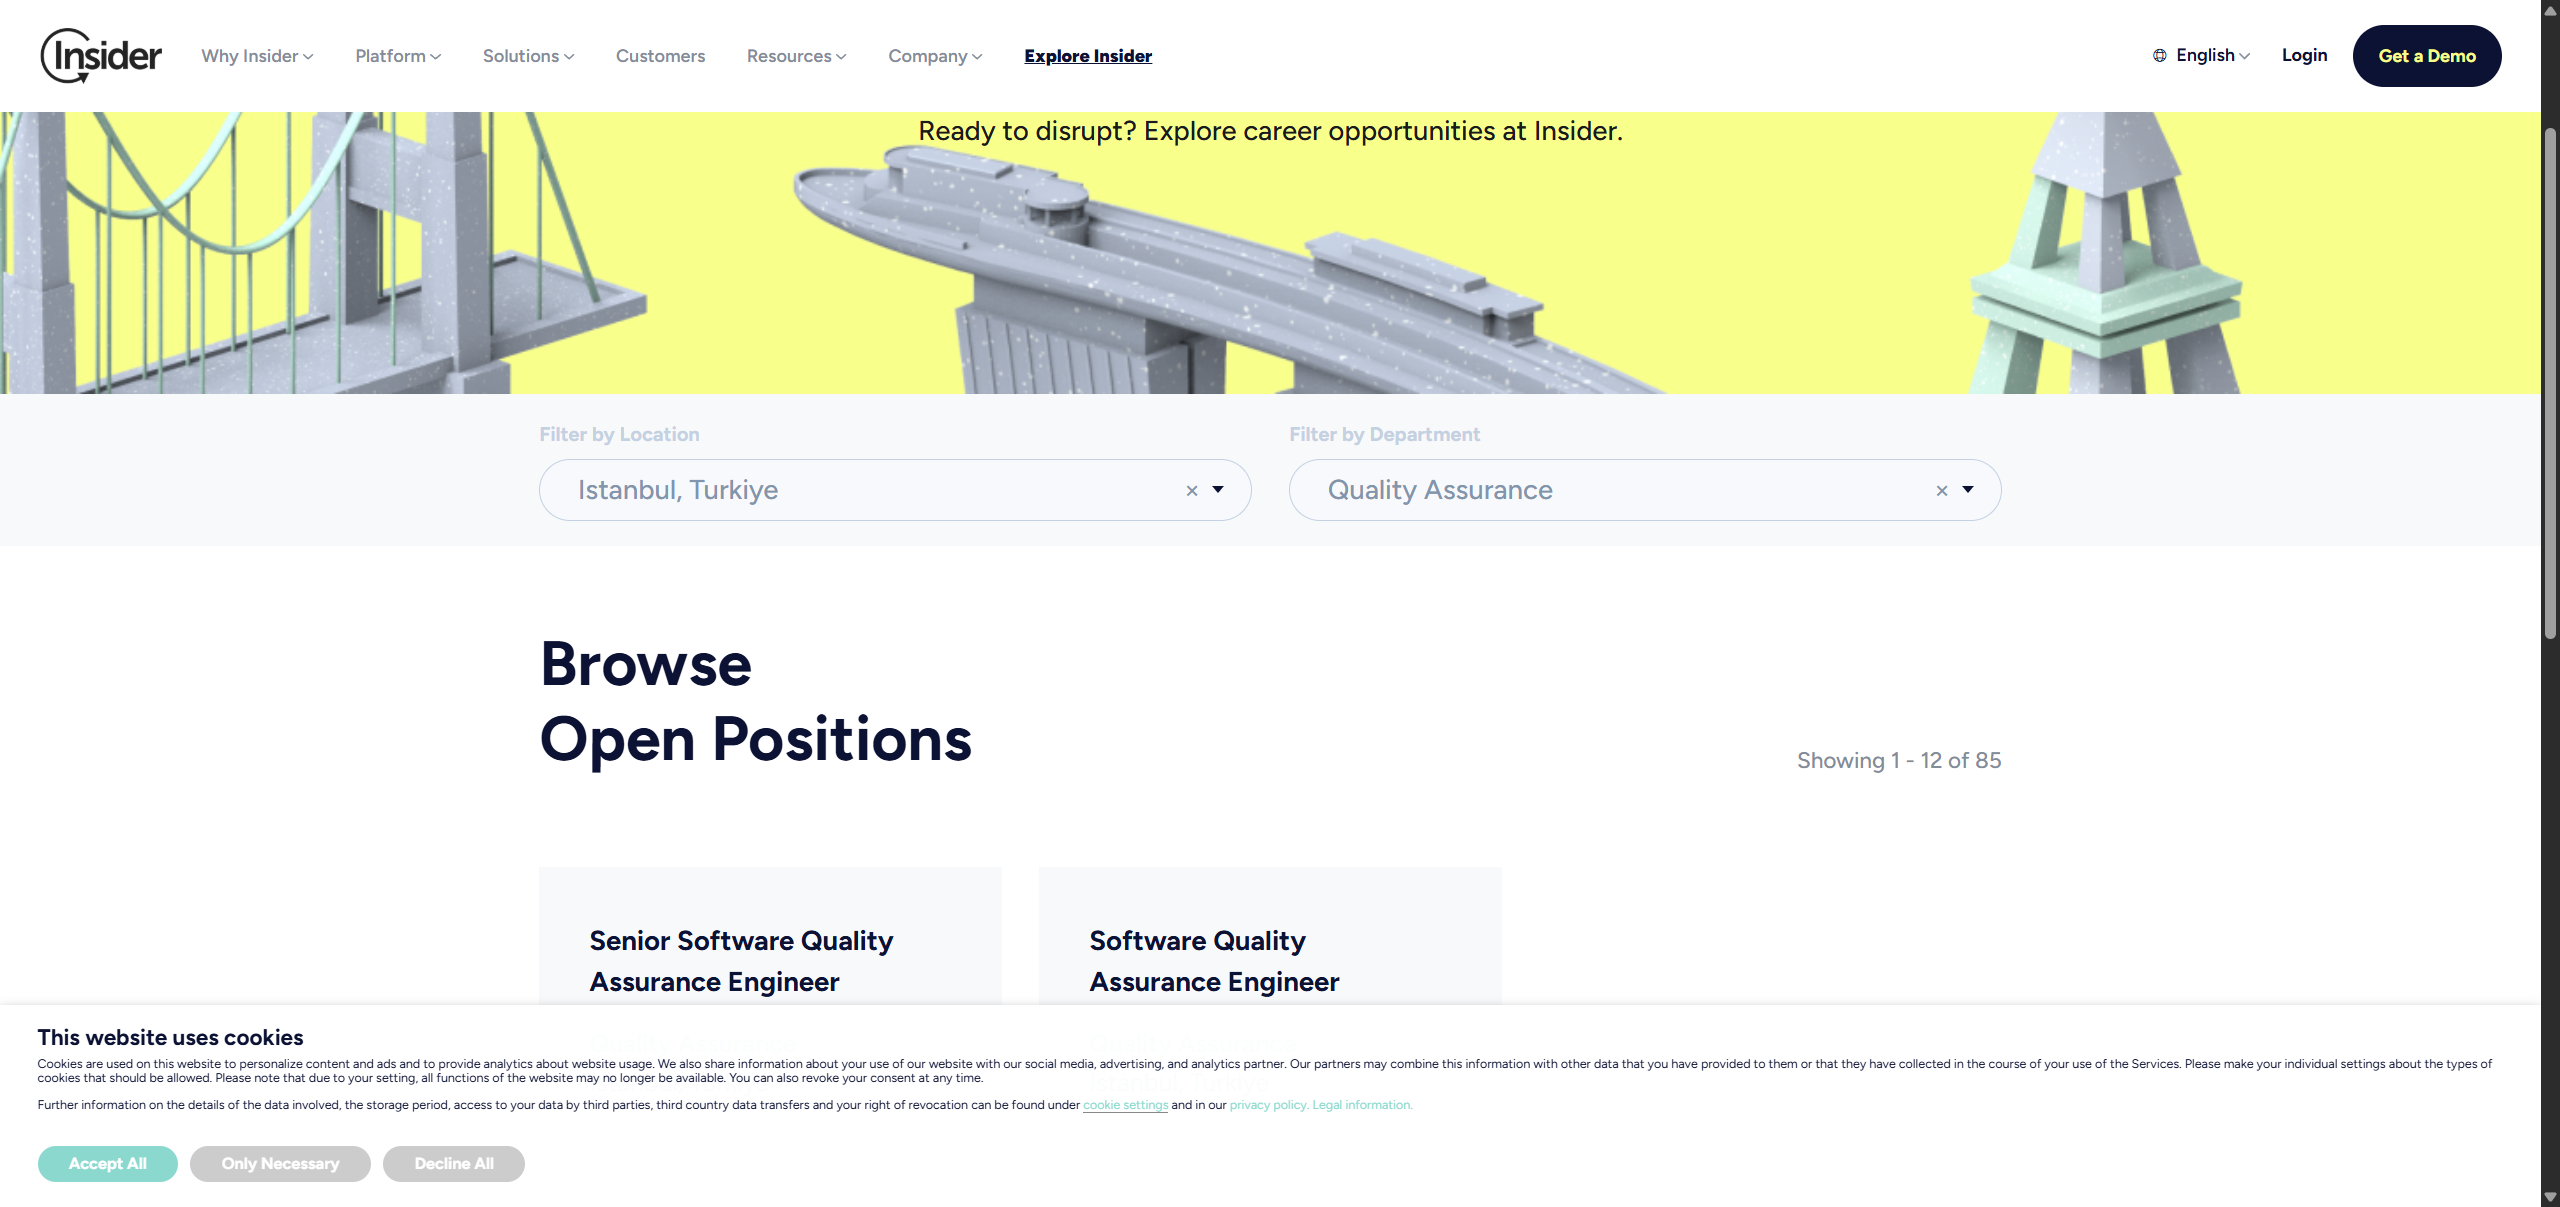 Insider
Why Insider
Platform
Solutions
Customers
Resources
Company
Explore Insider
English
Login
Get a Demo
Ready to disrupt? Explore career opportunities at Insider.
Filter by Location
Filter by Department
Istanbul, Turkiye
×
Quality Assurance
×
Browse
Open Positions
Showing 1 - 12 of 85
Senior Software Quality
Assurance Engineer
Software Quality
Assurance Engineer
This website uses cookies
Cookies are used on this website to personalize content and ads and to provide analytics about website usage. We also share information about your use of our website with our social media, advertising, and analytics partner. Our partners may combine this information with other data that you have provided to them or that they have collected in the course of your use of the Services. Please make your individual settings about the types of
cookies that should be allowed. Please note that due to your setting, all functions of the website may no longer be available. You can also revoke your consent at any time.
Further information on the details of the data involved, the storage period, access to your data by third parties, third country data transfers and your right of revocation can be found under cookie settings and in our privacy policy. Legal information.
Accept All
Only Necessary
Decline All